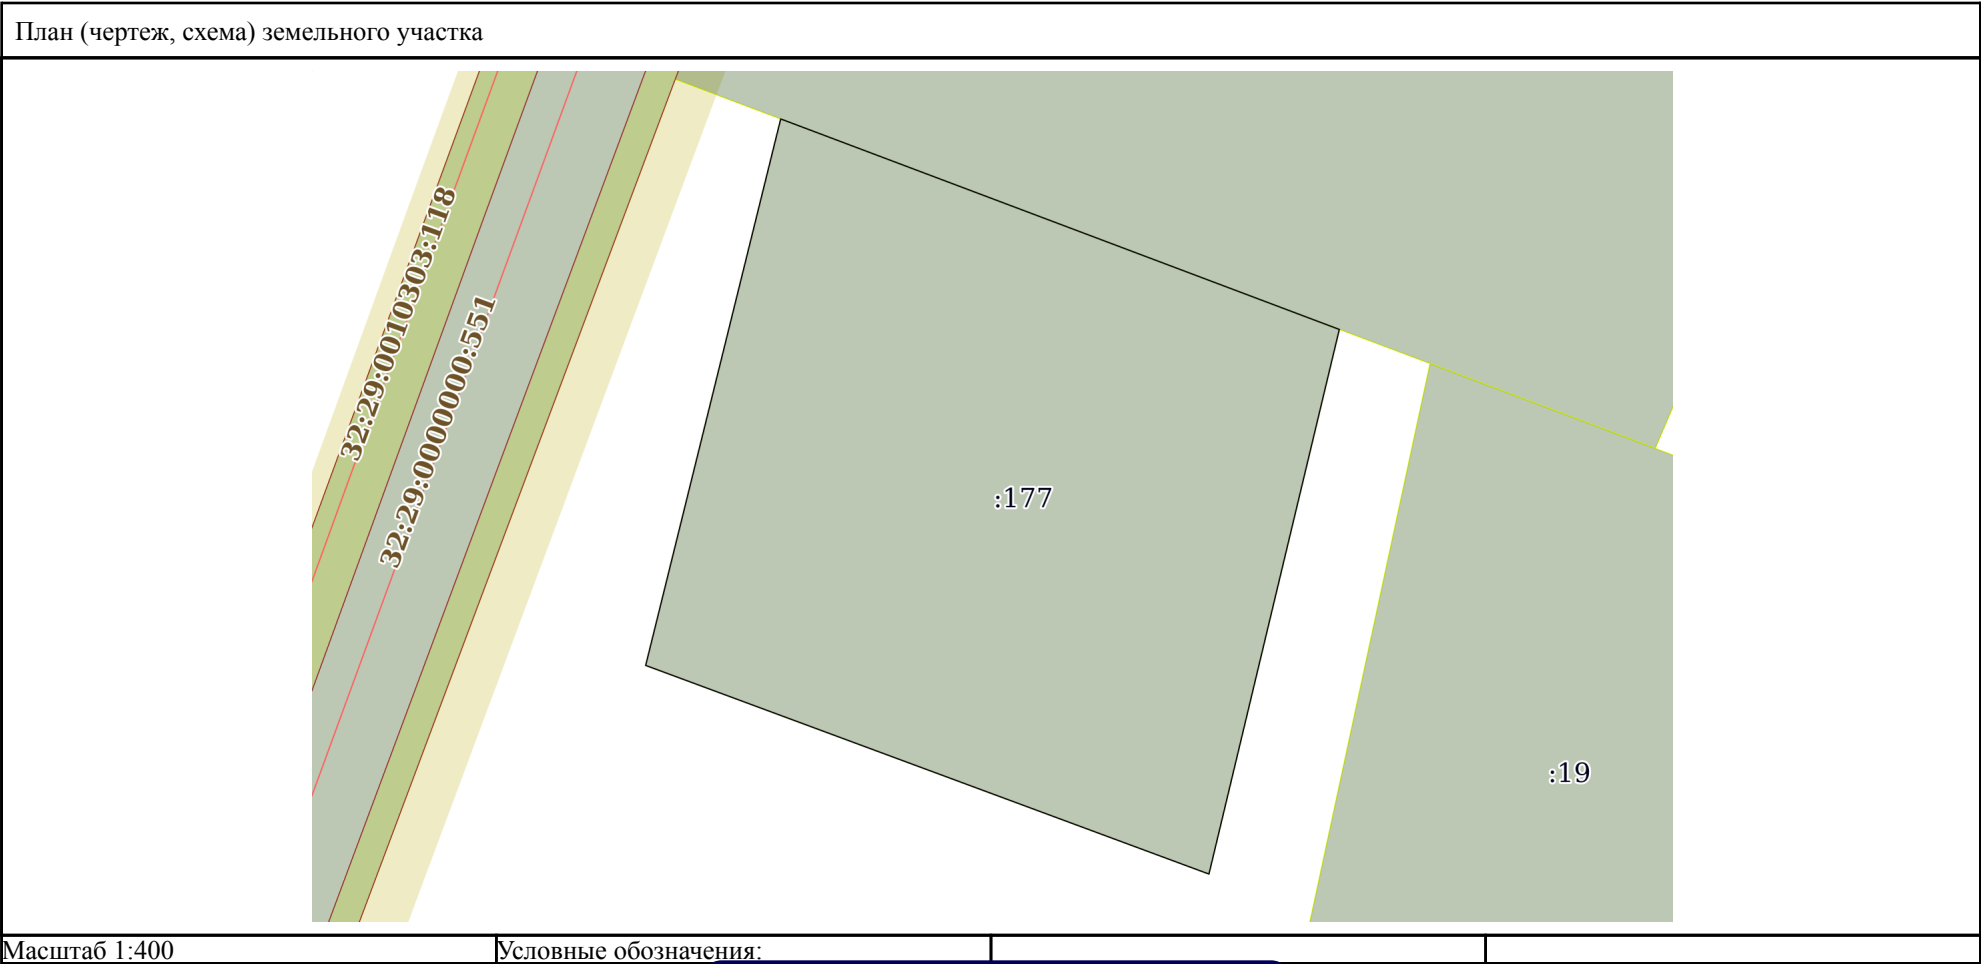 План (чертеж, схема) земельного участка
32:29:0010303:118
32:29:0000000:551
:177
:19
Масштаб 1:400
Условные обозначения: